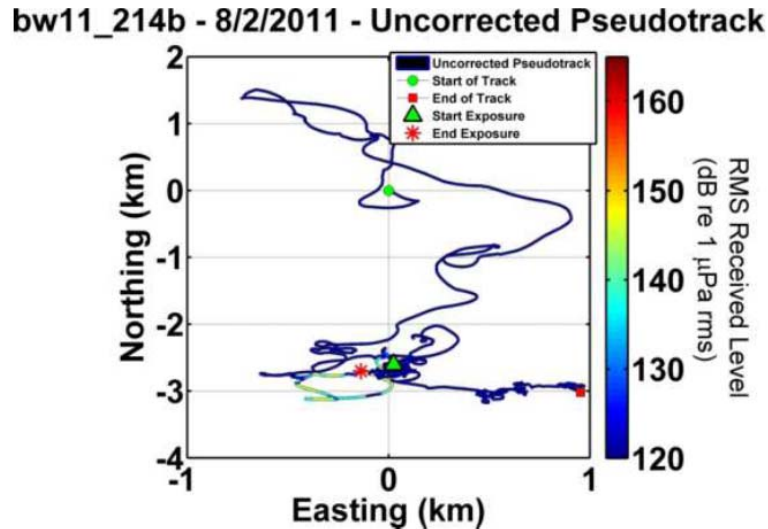 bw11_214b - 8/2/2011 - Uncorrected Pseudotrack
2
1
0
-1
-2
-3
-4
-1
0
1
Northing (km)
Easting (km)
Uncorrected Pseudotrack
Start of Track
End of Track
Start Exposure
End Exposure
160
150
140
130
120
RMS Received Level
(dB re 1 μPa rms)